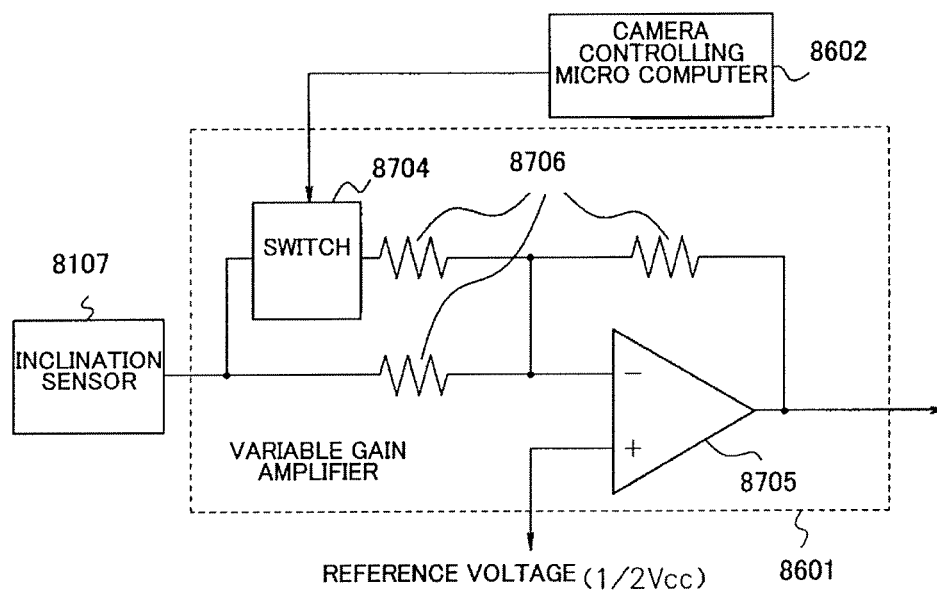 CAMERA
CONTROLLING
MICRO COMPUTER
8602
8704
8706
SWITCH
8107
INCLINATION
SENSOR
VARIABLE GAIN
AMPLIFIER
−
+
8705
REFERENCE VOLTAGE (1/2Vcc)
8601